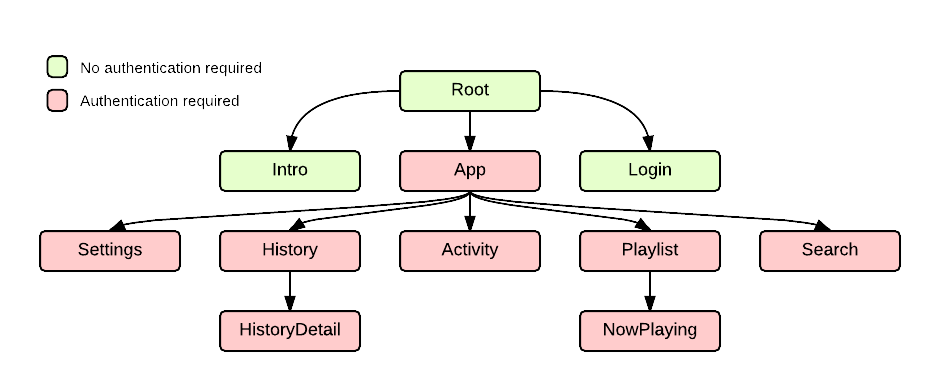 No authentication required
Authentication required
Root
Intro
App
Login
Settings
History
Activity
Playlist
Search
HistoryDetail
NowPlaying